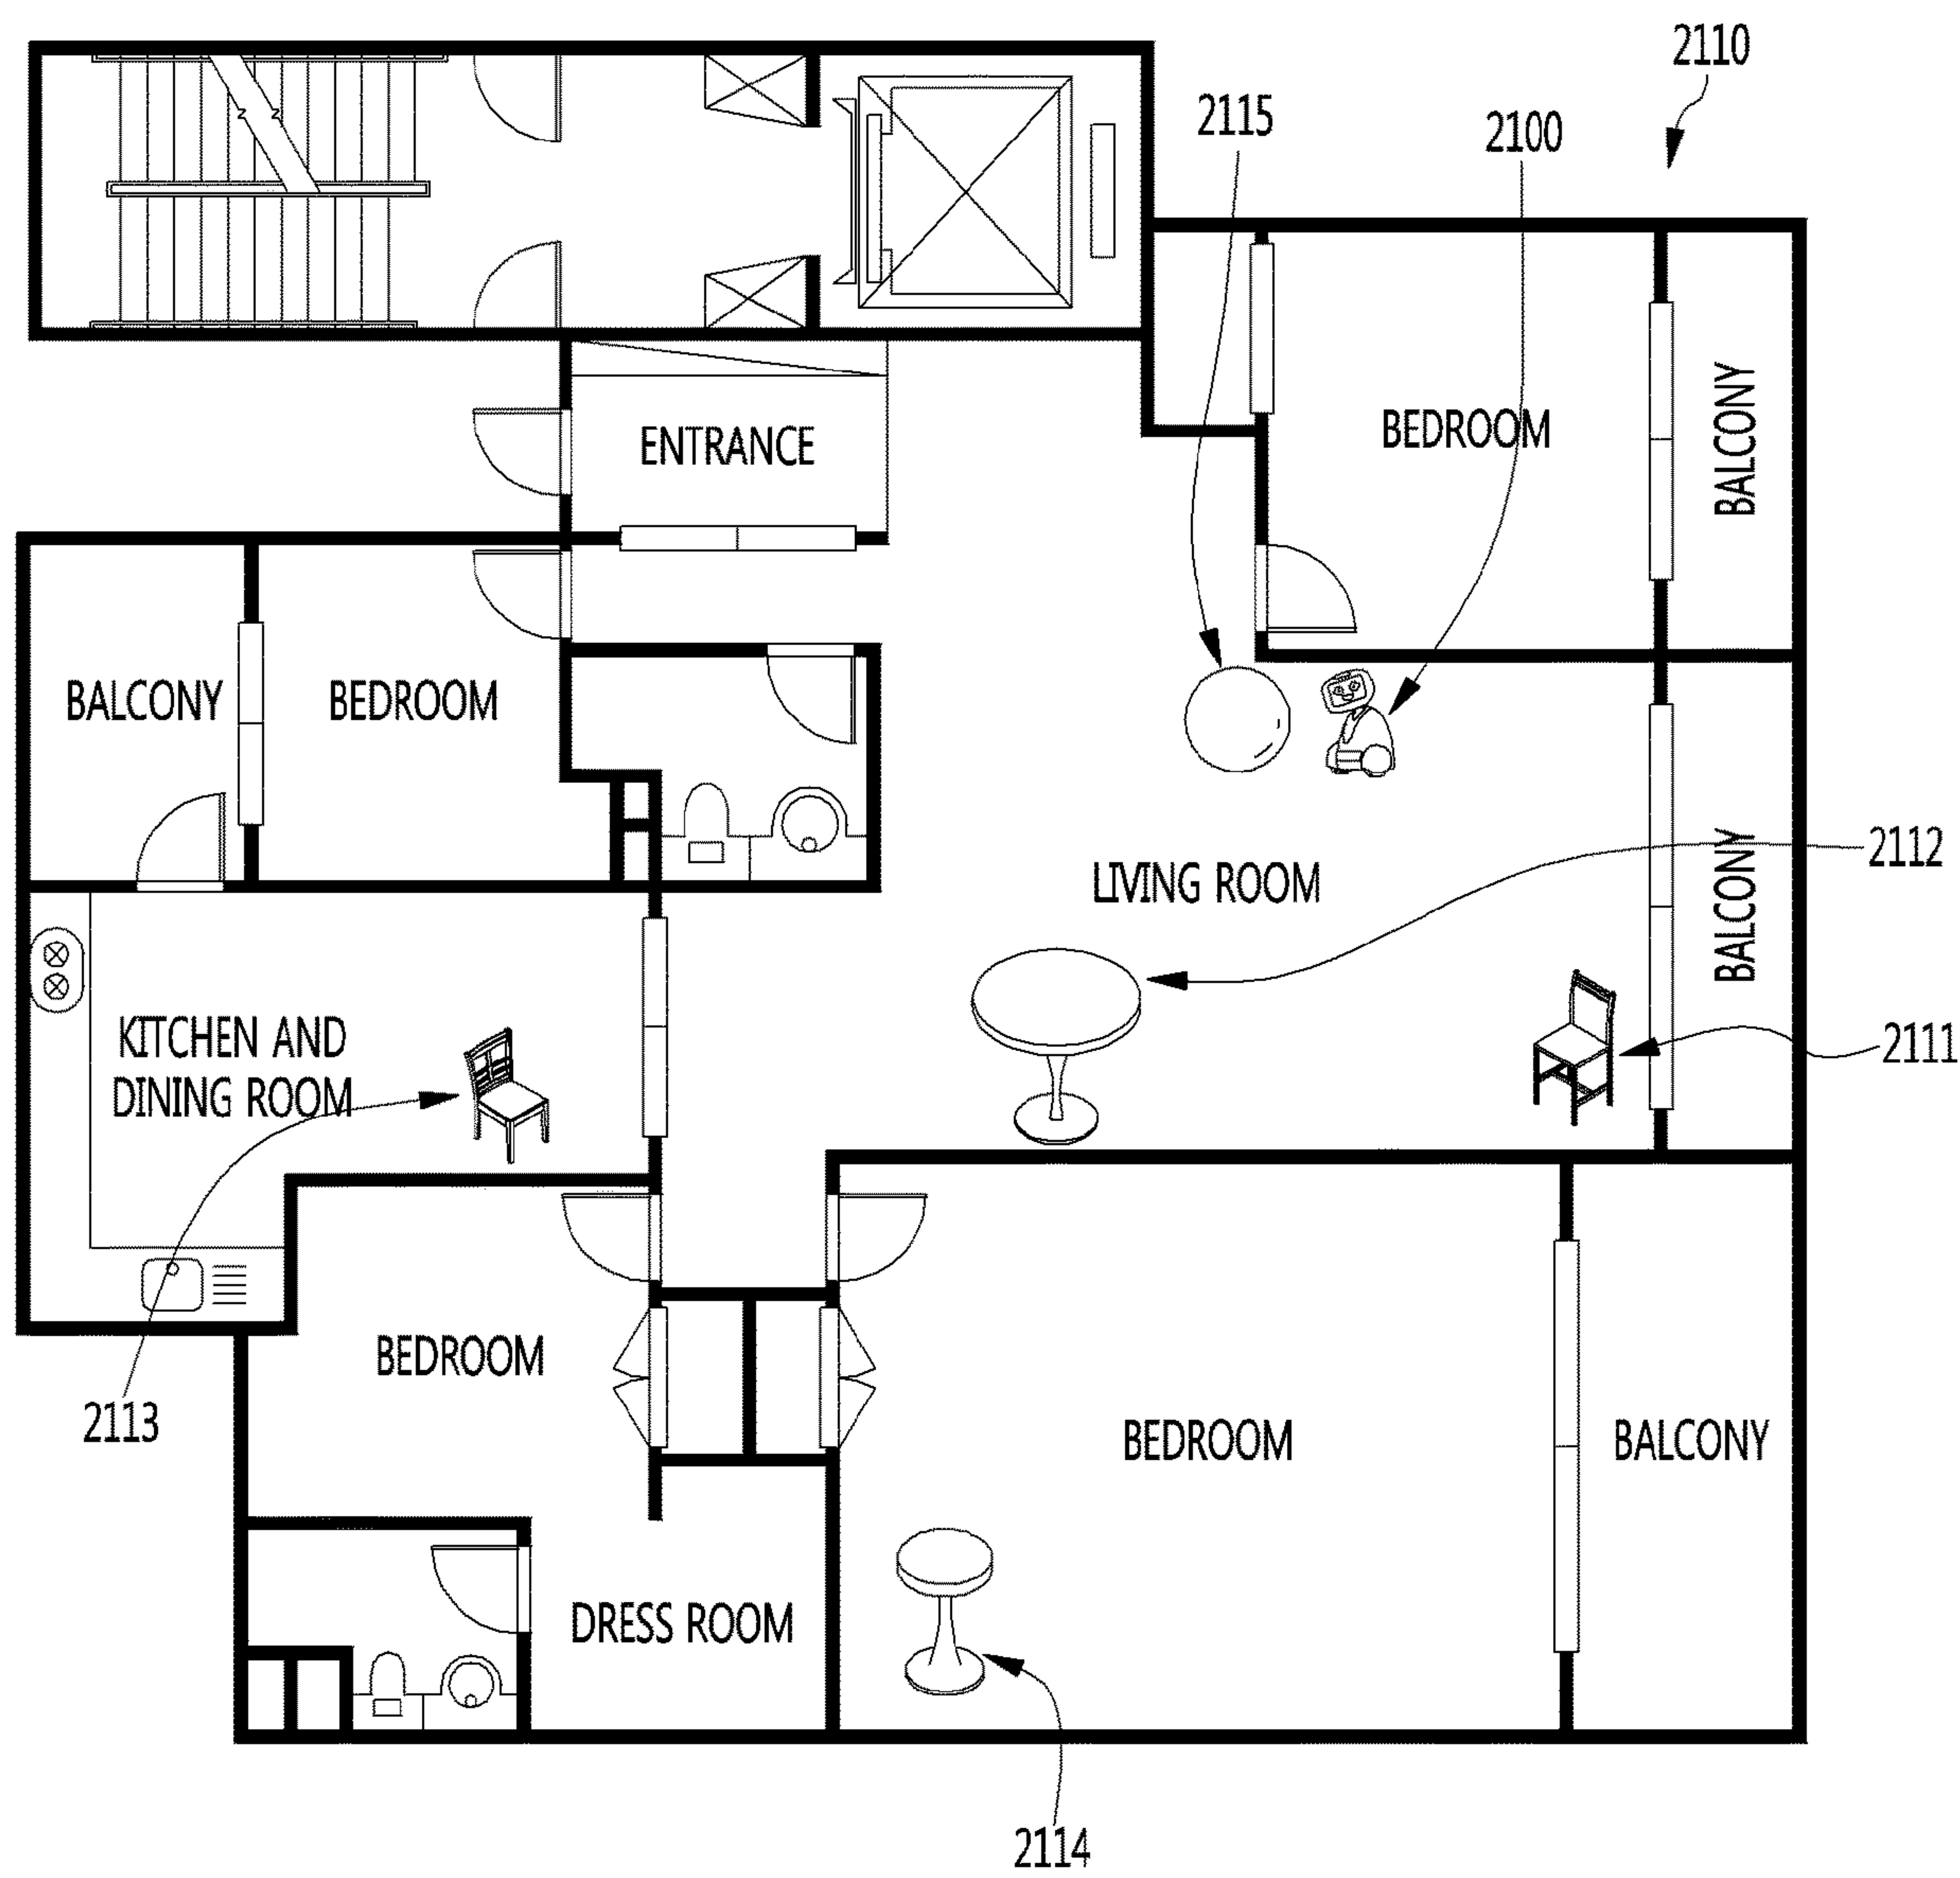 2110
2115
2100
BEDROOM
BALCONY
ENTRANCE
BALCONY
BEDROOM
2112
LIVING ROOM
BALCONY
KITCHEN AND
DINING ROOM
2111
BEDROOM
2113
BEDROOM
BALCONY
DRESS ROOM
2114